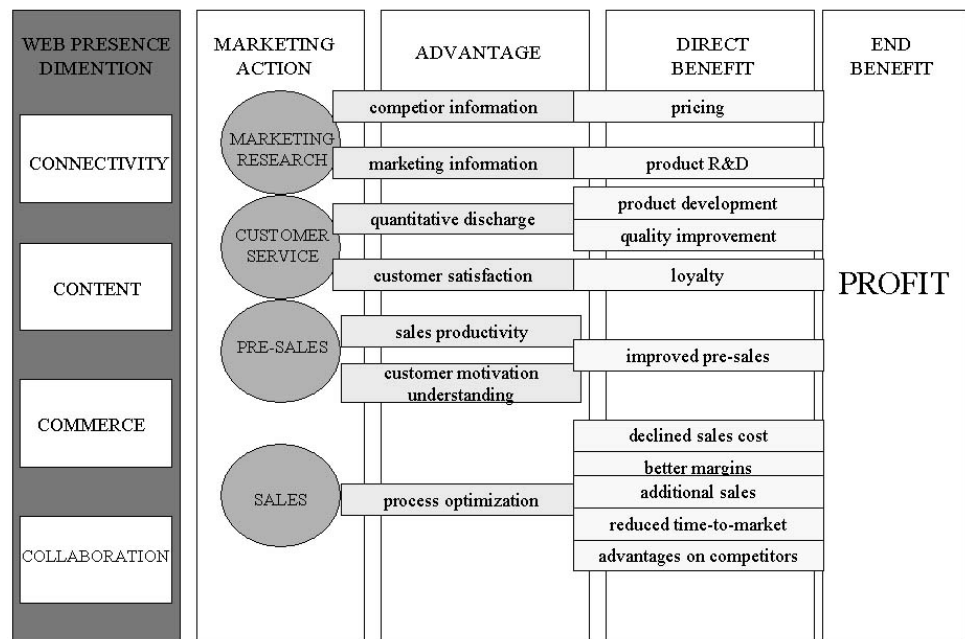 WEB PRESENCE
DIMENTION
CONNECTIVITY
CONTENT
COMMERCE
COLLABORATION
MARKETING
ACTION
MARKETING
RESEARCH
CUSTOMER
SERVICE
PRE-SALES
SALES
ADVANTAGE
competior information
marketing information
quantitative discharge
customer satisfaction
sales productivity
customer motivation
understanding
process optimization
DIRECT
BENEFIT
pricing
product R&D
product development
quality improvement
loyalty
improved pre-sales
declined sales cost
better margins
additional sales
reduced time-to-market
advantages on competitors
END
BENEFIT
PROFIT